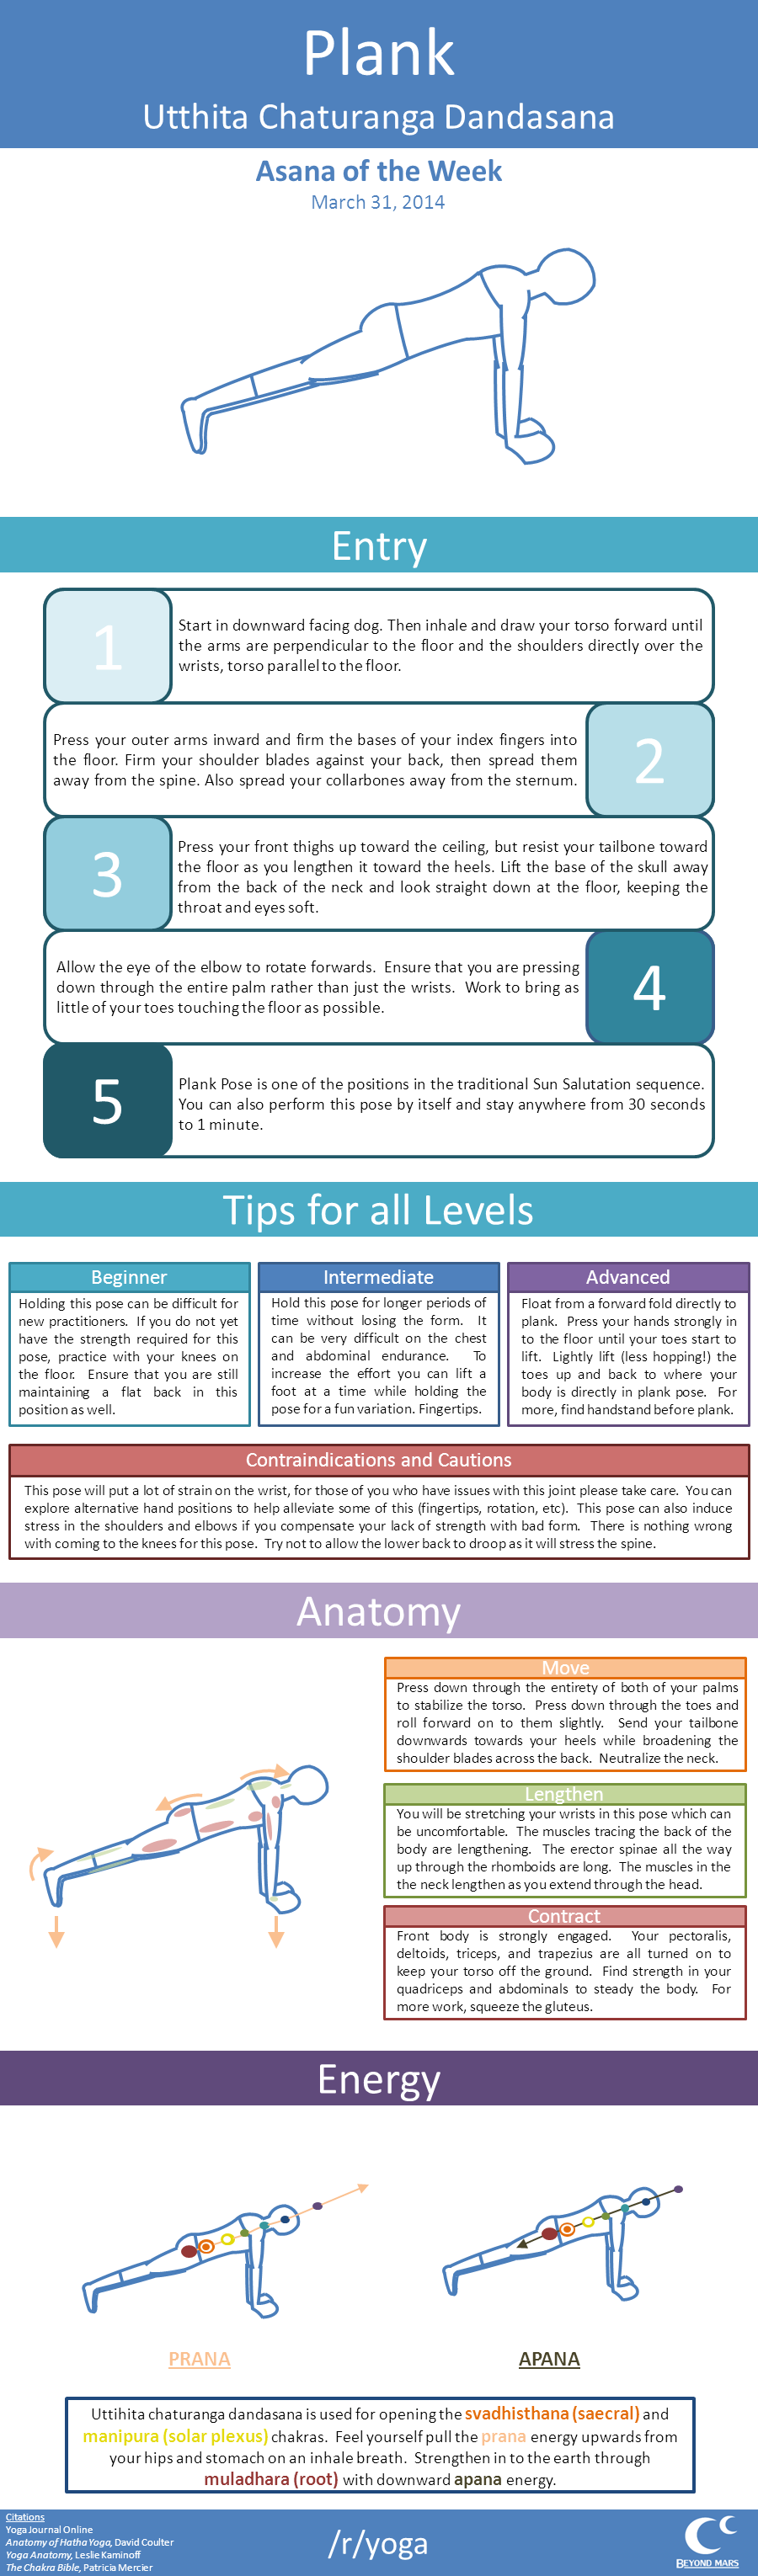 Plank
Utthita Chaturanga Dandasana
Asana of the Week
March 31, 2014
Entry
1
Start in downward facing dog. Then inhale and draw your torso forward until
the arms are perpendicular to the floor and the shoulders directly over the
wrists, torso parallel to the floor.
Press your outer arms inward and firm the bases of your index fingers into
the floor. Firm your shoulder blades against your back, then spread them
away from the spine. Also spread your collarbones away from the sternum.
2
3
Press your front thighs up toward the ceiling, but resist your tailbone toward
the floor as you lengthen it toward the heels. Lift the base of the skull away
from the back of the neck and look straight down at the floor, keeping the
throat and eyes soft.
Allow the eye of the elbow to rotate forwards. Ensure that you are pressing
down through the entire palm rather than just the wrists. Work to bring as
little of your toes touching the floor as possible.
4
5
Plank Pose is one of the positions in the traditional Sun Salutation sequence.
You can also perform this pose by itself and stay anywhere from 30 seconds
to 1 minute.
Tips for all Levels
Beginner
Holding this pose can be difficult for
new practitioners. If you do not yet
have the strength required for this
pose, practice with your knees on
the floor. Ensure that you are still
maintaining a flat back in this
position as well.
Intermediate
Hold this pose for longer periods of
time without losing the form. It
can be very difficult on the chest
and abdominal endurance. To
increase the effort you can lift a
foot at a time while holding the
pose for a fun variation. Fingertips.
Advanced
Float from a forward fold directly to
plank. Press your hands strongly in
to the floor until your toes start to
lift. Lightly lift (less hopping!) the
toes up and back to where your
body is directly in plank pose. For
more, find handstand before plank.
Contraindications and Cautions
This pose will put a lot of strain on the wrist, for those of you who have issues with this joint please take care. You can
explore alternative hand positions to help alleviate some of this (fingertips, rotation, etc). This pose can also induce
stress in the shoulders and elbows if you compensate your lack of strength with bad form. There is nothing wrong
with coming to the knees for this pose. Try not to allow the lower back to droop as it will stress the spine.
Anatomy
Move
Press down through the entirety of both of your palms
to stabilize the torso. Press down through the toes and
roll forward on to them slightly. Send your tailbone
downwards towards your heels while broadening the
shoulder blades across the back. Neutralize the neck.
Lengthen
You will be stretching your wrists in this pose which can
be uncomfortable. The muscles tracing the back of the
body are lengthening. The erector spinae all the way
up through the rhomboids are long. The muscles in the
the neck lengthen as you extend through the head.
Contract
Front body is strongly engaged. Your pectoralis,
deltoids, triceps, and trapezius are all turned on to
keep your torso off the ground. Find strength in your
quadriceps and abdominals to steady the body. For
more work, squeeze the gluteus.
Energy
PRANA
APANA
Uttihita chaturanga dandasana is used for opening the svadhisthana (saecral) and
manipura (solar plexus) chakras. Feel yourself pull the prana energy upwards from
your hips and stomach on an inhale breath. Strengthen in to the earth through
muladhara (root) with downward apana energy.
Citations
Yoga Journal Online
Anatomy of Hatha Yoga, David Coulter
Yoga Anatomy, Leslie Kaminoff
The Chakra Bible, Patricia Mercier
/r/yoga
BEYOND MARS